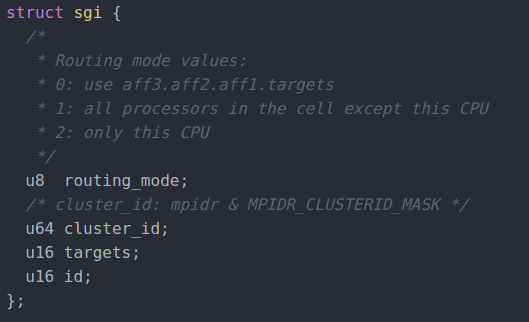 struct sgi {
  /*
   * Routing mode values:
   * 0: use aff3.aff2.aff1.targets
   * 1: all processors in the cell except this CPU
   * 2: only this CPU
   */
  u8  routing_mode;
  /* cluster_id: mpidr & MPIDR_CLUSTERID_MASK */
  u64 cluster_id;
  u16 targets;
  u16 id;
};